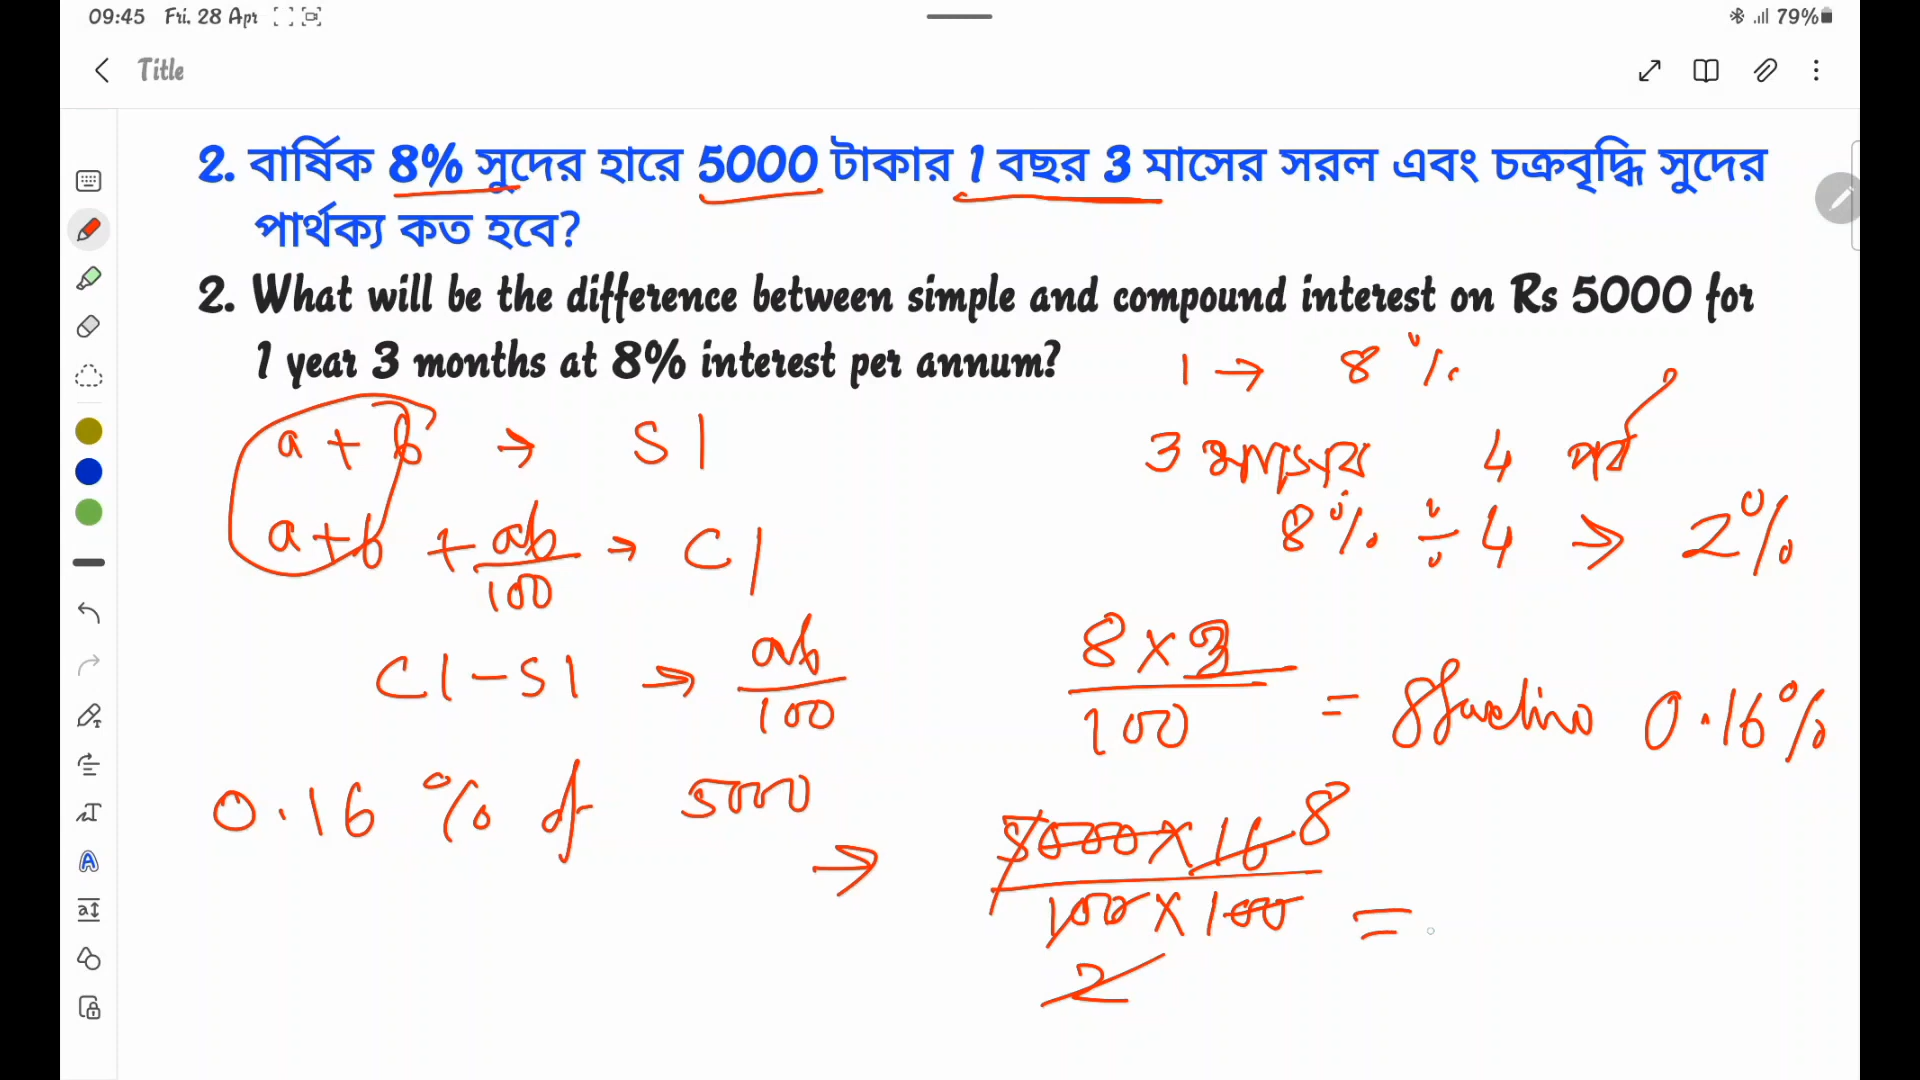 09:45 Fri. 28 Apr 79%
Title
2. বার্ষিক 8% সুদের হারে 5000 টাকার 1 বছর 3 মাসের সরল এবং চক্রবৃদ্ধি সুদের
পার্থক্য কত হবে?
2. What will be the difference between simple and compound interest on Rs 5000 for
1 year 3 months at 8% interest per annum?
1 → 8%
a + b → SI
3 4
a+b + ab/100 → CI
8% ÷ 4 → 2%
CI - SI → ab/100
8 × 2/100 = 0.16%
0.16 % of 5000
→ 5000 × 16 8/100 × 100 =
2